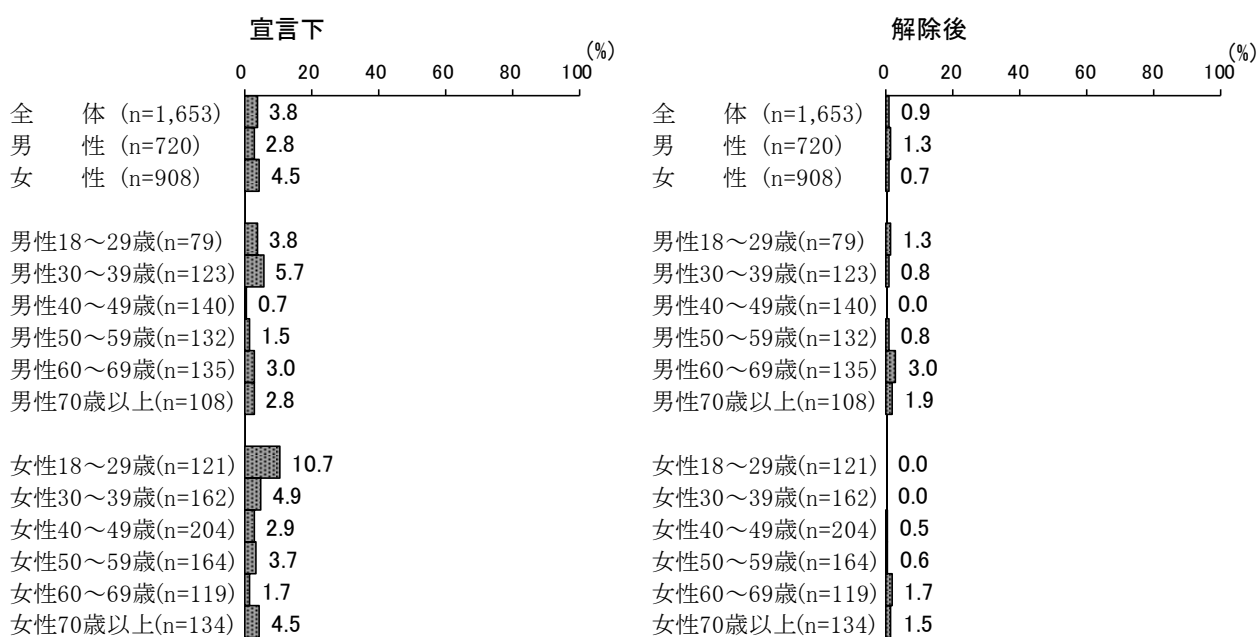 宣言下
(%)
0 20 40 60 80 100
全 体 (n=1,653) 3.8
男 性 (n=720) 2.8
女 性 (n=908) 4.5
男性18～29歳(n=79) 3.8
男性30～39歳(n=123) 5.7
男性40～49歳(n=140) 0.7
男性50～59歳(n=132) 1.5
男性60～69歳(n=135) 3.0
男性70歳以上(n=108) 2.8
女性18～29歳(n=121) 10.7
女性30～39歳(n=162) 4.9
女性40～49歳(n=204) 2.9
女性50～59歳(n=164) 3.7
女性60～69歳(n=119) 1.7
女性70歳以上(n=134) 4.5
解除後
(%)
0 20 40 60 80 100
全 体 (n=1,653) 0.9
男 性 (n=720) 1.3
女 性 (n=908) 0.7
男性18～29歳(n=79) 1.3
男性30～39歳(n=123) 0.8
男性40～49歳(n=140) 0.0
男性50～59歳(n=132) 0.8
男性60～69歳(n=135) 3.0
男性70歳以上(n=108) 1.9
女性18～29歳(n=121) 0.0
女性30～39歳(n=162) 0.0
女性40～49歳(n=204) 0.5
女性50～59歳(n=164) 0.6
女性60～69歳(n=119) 1.7
女性70歳以上(n=134) 1.5